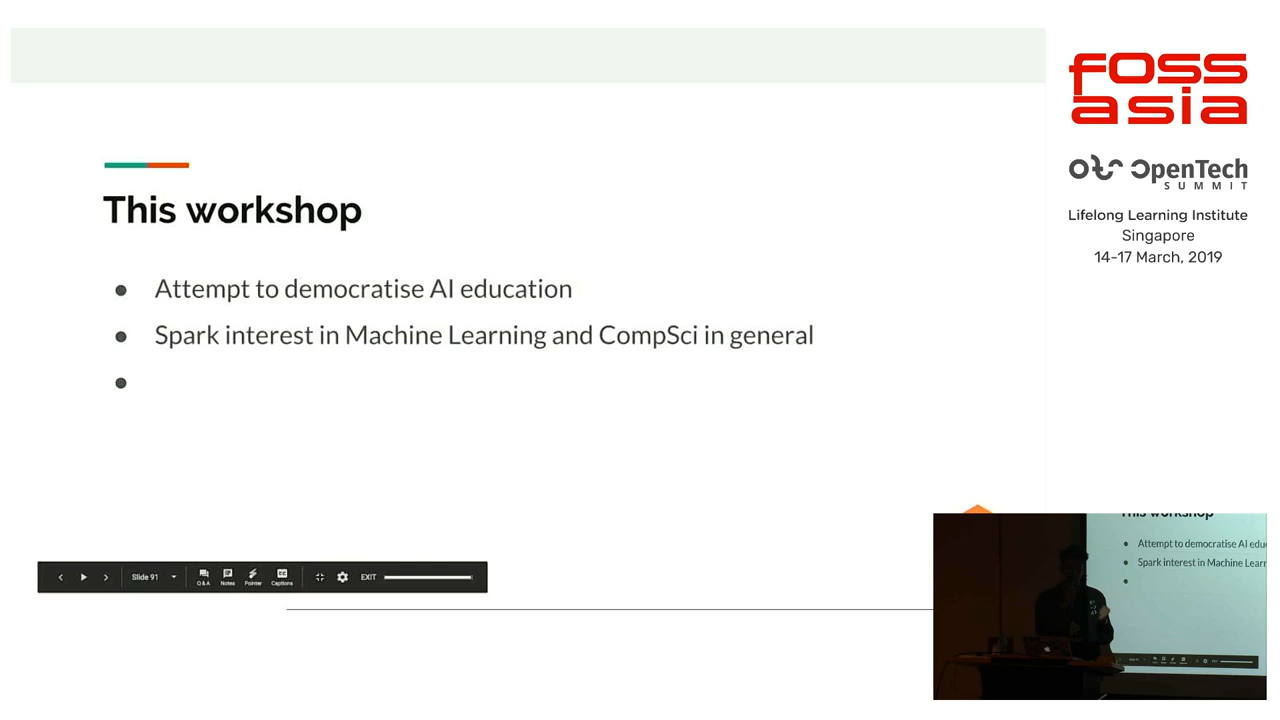 This workshop
● Attempt to democratise AI education
● Spark interest in Machine Learning and CompSci in general
●
Slide 91
Q & A
Notes
Pointer
Captions
EXIT
foss
asia
OpenTech
SUMMIT
Lifelong Learning Institute
Singapore
14-17 March, 2019
This workshop
● Attempt to democratise AI edu
● Spark interest in Machine Learn
●